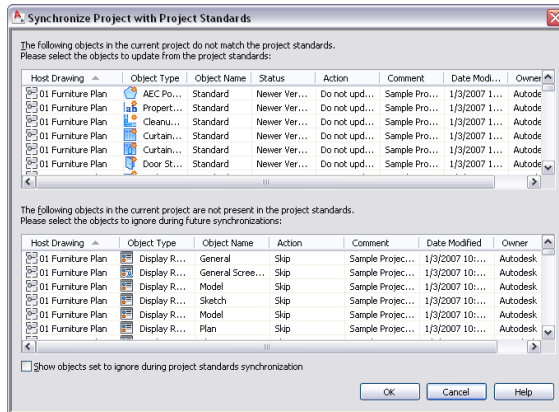 Synchronize Project with Project Standards
The following objects in the current project do not match the project standards.
Please select the objects to update from the project standards:
Host Drawing Object Type Object Name Status Action Comment Date Modi... Owner
01 Furniture Plan AEC Po... Standard Newer Ver... Do not upd... Sample Pro... 1/3/2007 1... Autode
01 Furniture Plan Propert... Standard Newer Ver... Do not upd... Sample Pro... 1/3/2007 1... Autode
01 Furniture Plan Cleanu... Standard Newer Ver... Do not upd... Sample Pro... 1/3/2007 1... Autode
01 Furniture Plan Curtain... Standard Newer Ver... Do not upd... Sample Pro... 1/3/2007 1... Autode
01 Furniture Plan Curtain... Standard Newer Ver... Do not upd... Sample Pro... 1/3/2007 1... Autode
01 Furniture Plan Door St... Standard Newer Ver... Do not upd... Sample Pro... 1/3/2007 1... Autode
The following objects in the current project are not present in the project standards.
Please select the objects to ignore during future synchronizations:
Host Drawing Object Type Object Name Action Comment Date Modified Owner
01 Furniture Plan Display R... General Skip Sample Projec... 1/3/2007 10:... Autodesk
01 Furniture Plan Display R... General Scree... Skip Sample Projec... 1/3/2007 10:... Autodesk
01 Furniture Plan Display R... Model Skip Sample Projec... 1/3/2007 10:... Autodesk
01 Furniture Plan Display R... Sketch Skip Sample Projec... 1/3/2007 10:... Autodesk
01 Furniture Plan Display R... Model Skip Sample Projec... 1/3/2007 10:... Autodesk
01 Furniture Plan Display R... Plan Skip Sample Projec... 1/3/2007 10:... Autodesk
Show objects set to ignore during project standards synchronization
OK Cancel Help